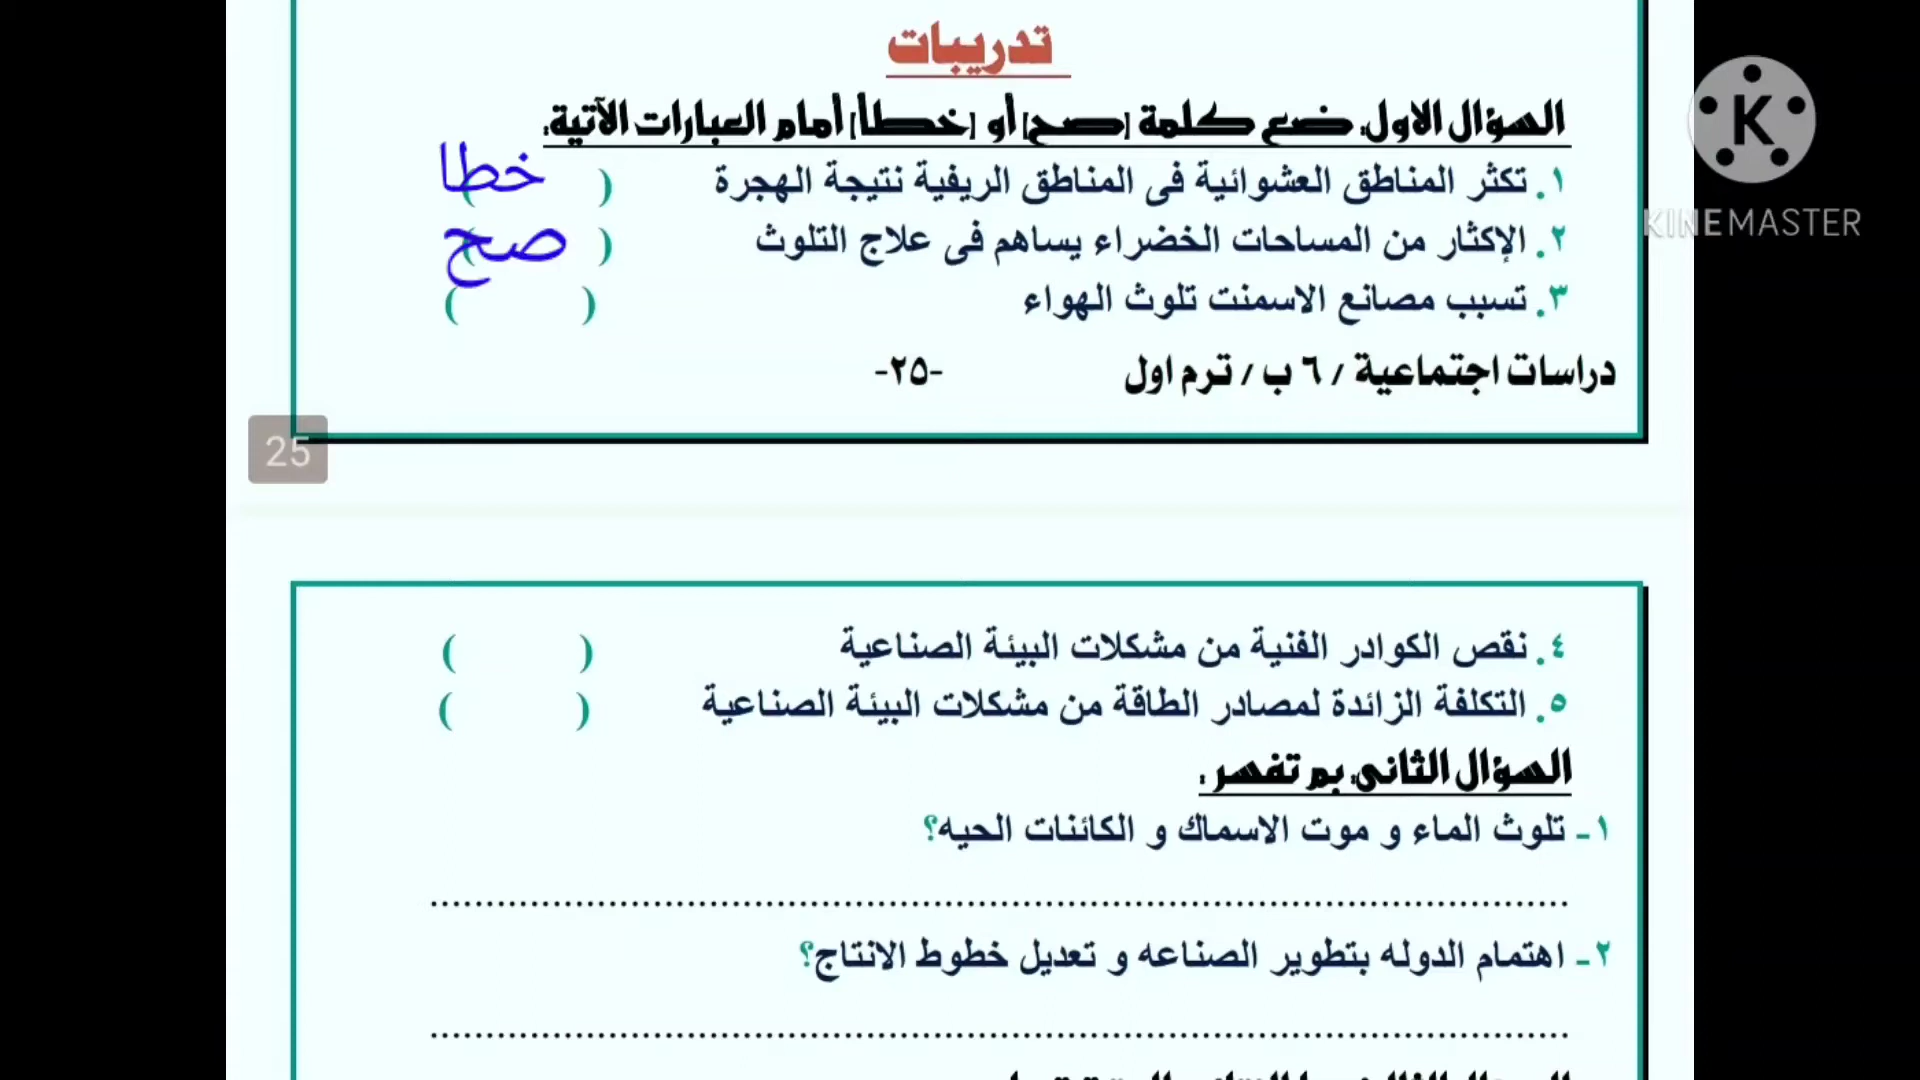 تدريبات
السؤال الاول: ضع كلمة [صح] أو [خطأ] أمام العبارات الآتية:
١. تكثر المناطق العشوائية فى المناطق الريفية نتيجة الهجرة ( خطا )
٢. الإكثار من المساحات الخضراء يساهم فى علاج التلوث ( صح )
٣. تسبب مصانع الاسمنت تلوث الهواء ( )
دراسات اجتماعية / ٦ ب / ترم اول -٢٥-
25
٤. نقص الكوادر الفنية من مشكلات البيئة الصناعية ( )
٥. التكلفة الزائدة لمصادر الطاقة من مشكلات البيئة الصناعية ( )
السؤال الثانى: بم تفسر :
١- تلوث الماء و موت الاسماك و الكائنات الحيه؟
٢- اهتمام الدوله بتطوير الصناعه و تعديل خطوط الانتاج؟
K
KINEMASTER